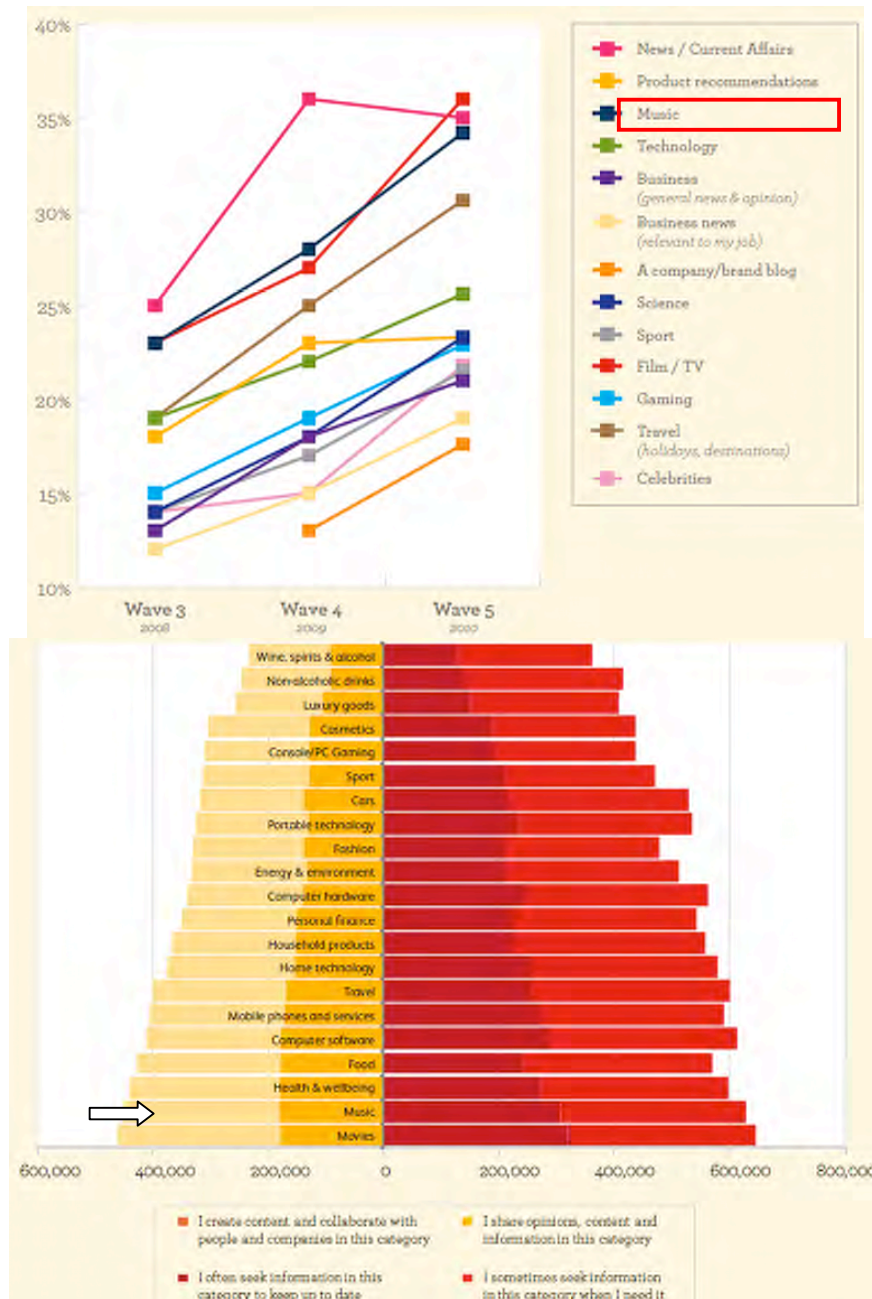 40%
35%
30%
25%
20%
15%
10%
News / Current Affairs
Product recommendations
Music
Technology
Business
(general news & opinion)
Business news
(relevant to my job)
A company/brand blog
Science
Sport
Film / TV
Gaming
Travel
(holidays, destinations)
Celebrities
Wave 3 Wave 4 Wave 5
2008 2009 2010
Wine, spirits & alcohol
Non-alcoholic drinks
Luxury goods
Cosmetics
Console/PC Gaming
Sport
Cars
Portable technology
Fashion
Energy & environment
Computer hardware
Personal finance
Household products
Home technology
Travel
Mobile phones and services
Computer software
Food
Health & wellbeing
Music
Movies
600,000 400,000 200,000 0 200,000 400,000 600,000 800,000
I create content and collaborate with
people and companies in this category
I share opinions, content and
information in this category
I often seek information in this
category to keep up to date
I sometimes seek information
in this category when I need it